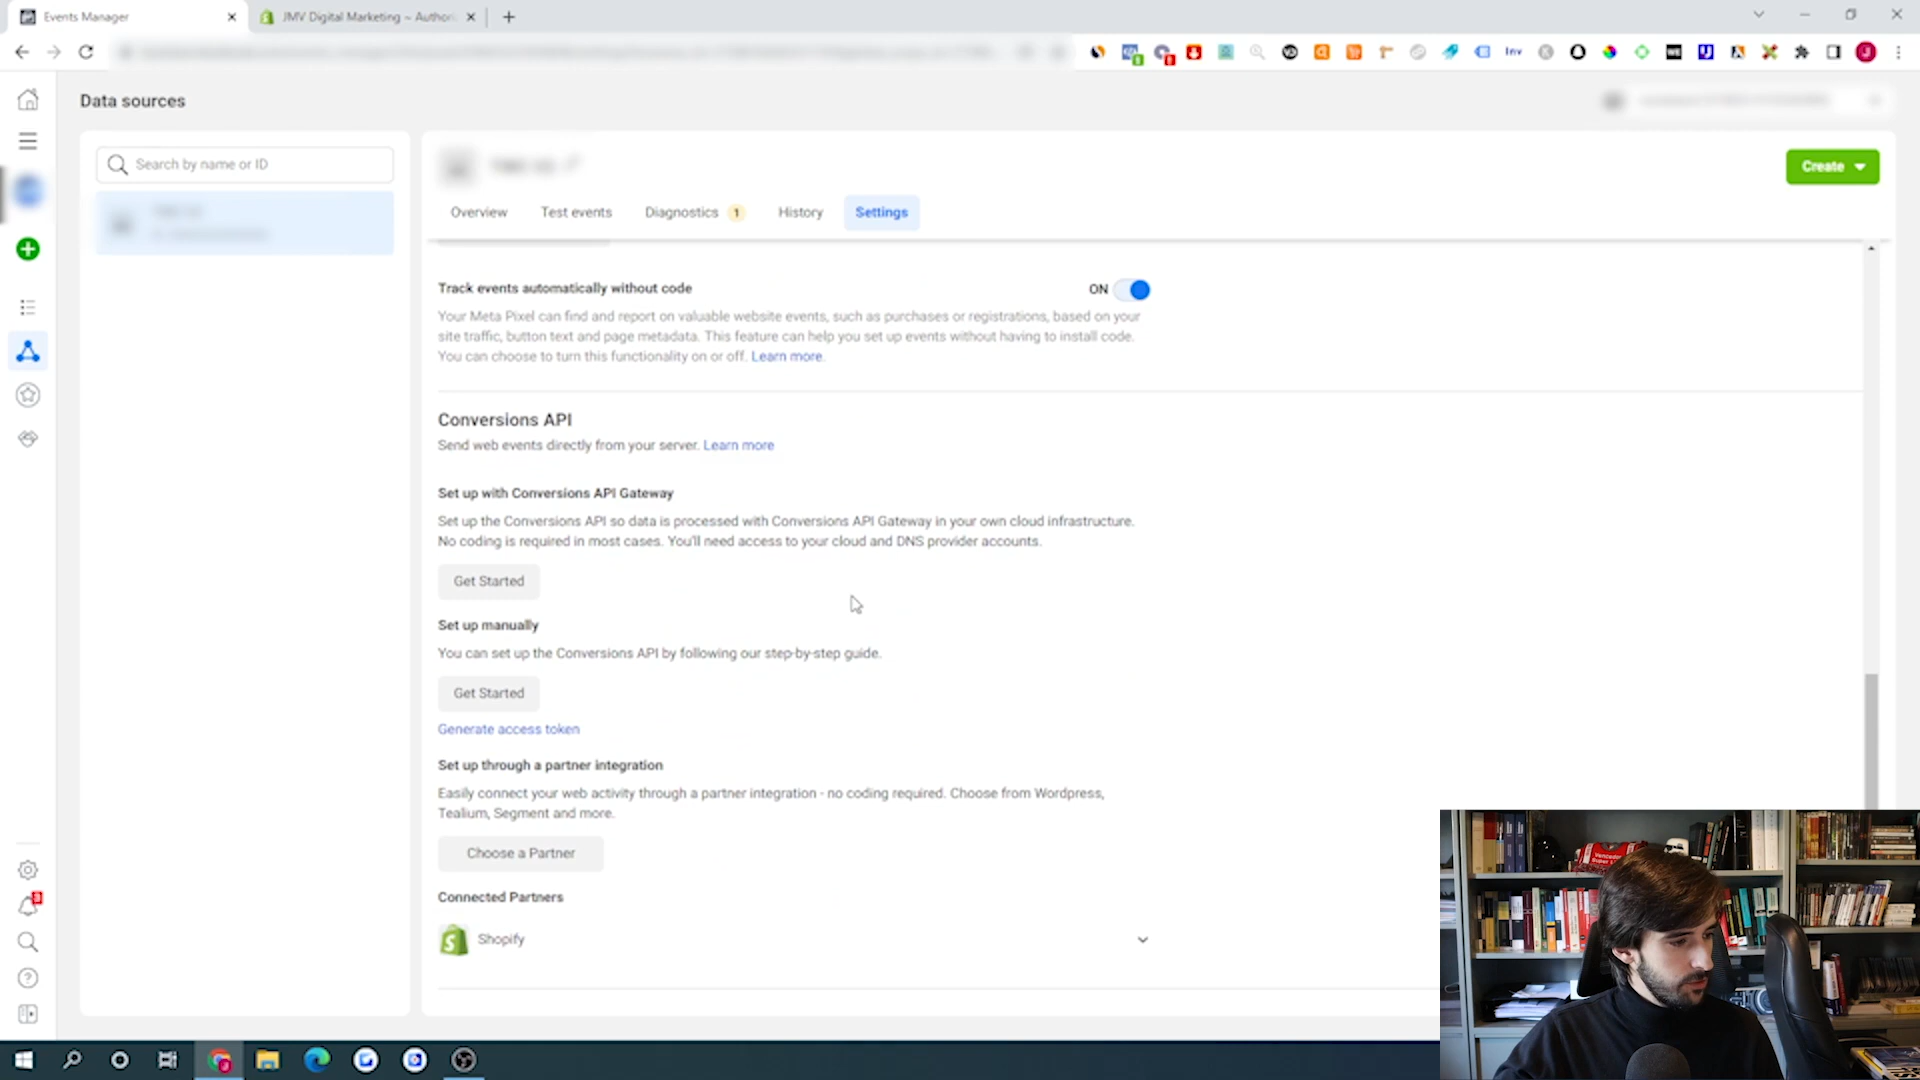 Events Manager
JMV Digital Marketing ~ Authori
Inv
Data sources
Search by name or ID
Create
Overview
Test events
Diagnostics 1
History
Settings
Track events automatically without code
ON
Your Meta Pixel can find and report on valuable website events, such as purchases or registrations, based on your
site traffic, button text and page metadata. This feature can help you set up events without having to install code.
You can choose to turn this functionality on or off. Learn more.
Conversions API
Send web events directly from your server. Learn more
Set up with Conversions API Gateway
Set up the Conversions API so data is processed with Conversions API Gateway in your own cloud infrastructure.
No coding is required in most cases. You'll need access to your cloud and DNS provider accounts.
Get Started
Set up manually
You can set up the Conversions API by following our step-by-step guide.
Get Started
Generate access token
Set up through a partner integration
Easily connect your web activity through a partner integration - no coding required. Choose from Wordpress,
Tealium, Segment and more.
Choose a Partner
Connected Partners
Shopify